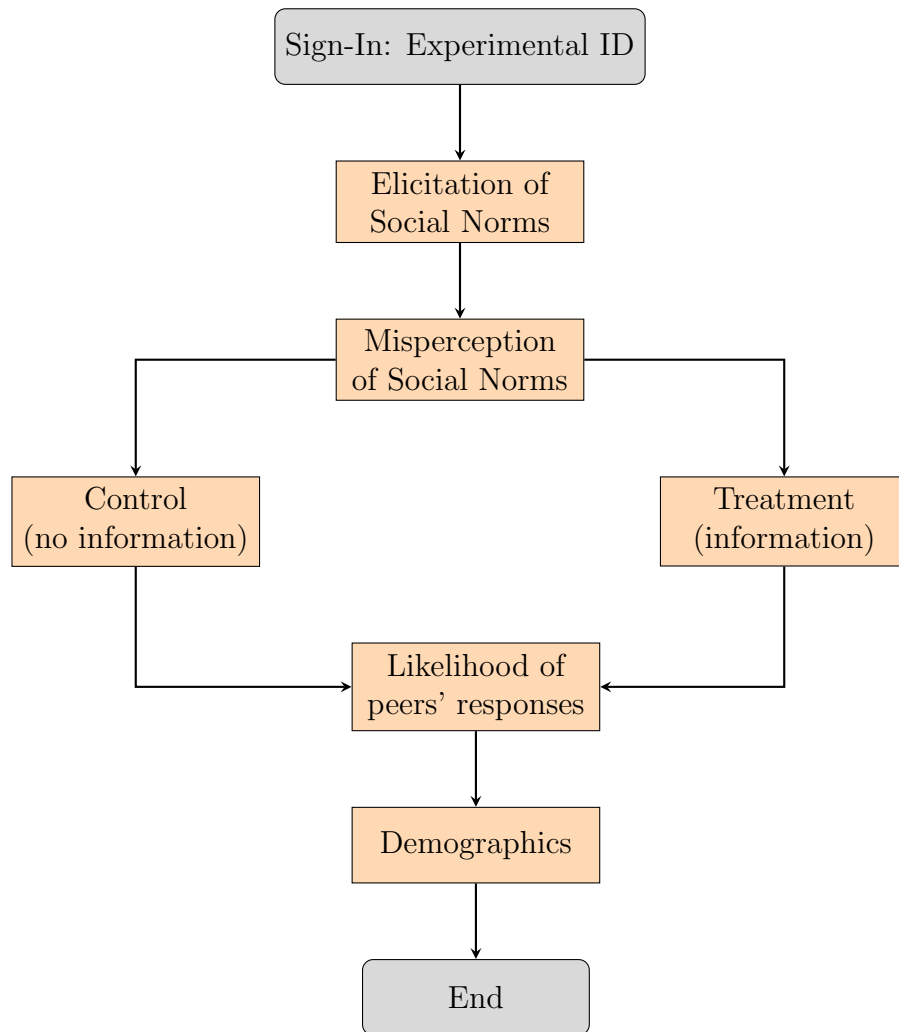 Sign-In: Experimental ID
Elicitation of
Social Norms
Misperception
of Social Norms
Control
(no information)
Treatment
(information)
Likelihood of
peers’ responses
Demographics
End